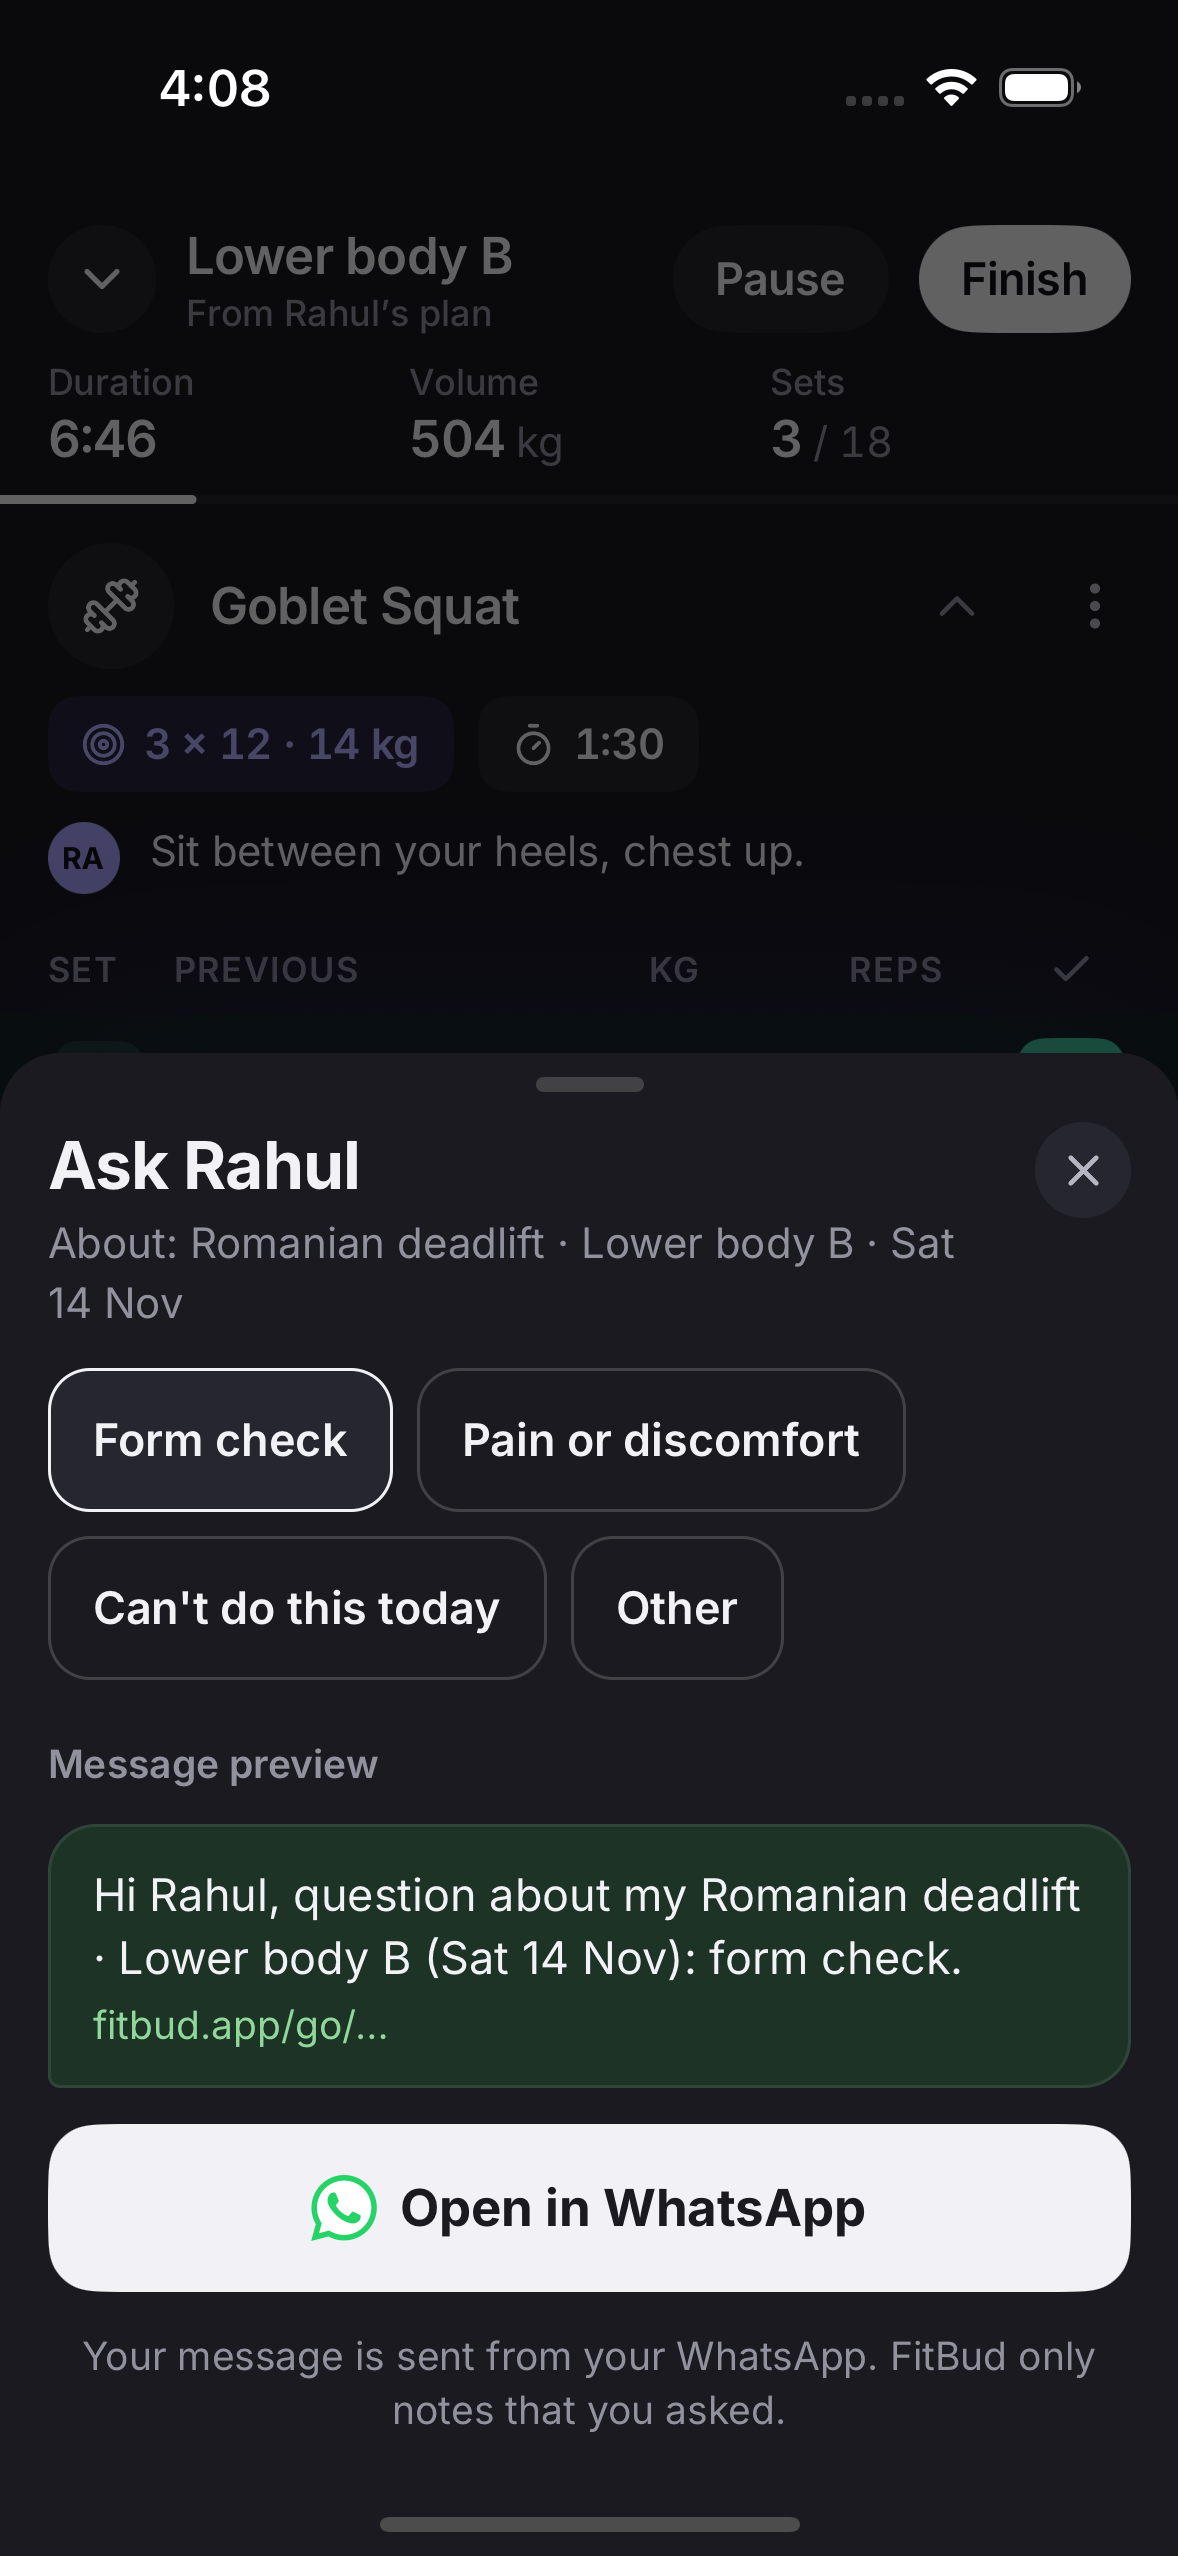 4:08
Lower body B
From Rahul’s plan
Pause
Finish
Duration
Volume
Sets
6:46
504 kg
3 / 18
Goblet Squat
3 × 12 · 14 kg
1:30
RA
Sit between your heels, chest up.
SET PREVIOUS KG REPS
Ask Rahul
About: Romanian deadlift · Lower body B · Sat
14 Nov
Form check
Pain or discomfort
Can't do this today
Other
Message preview
Hi Rahul, question about my Romanian deadlift
· Lower body B (Sat 14 Nov): form check.
fitbud.app/go/...
Open in WhatsApp
Your message is sent from your WhatsApp. FitBud only
notes that you asked.